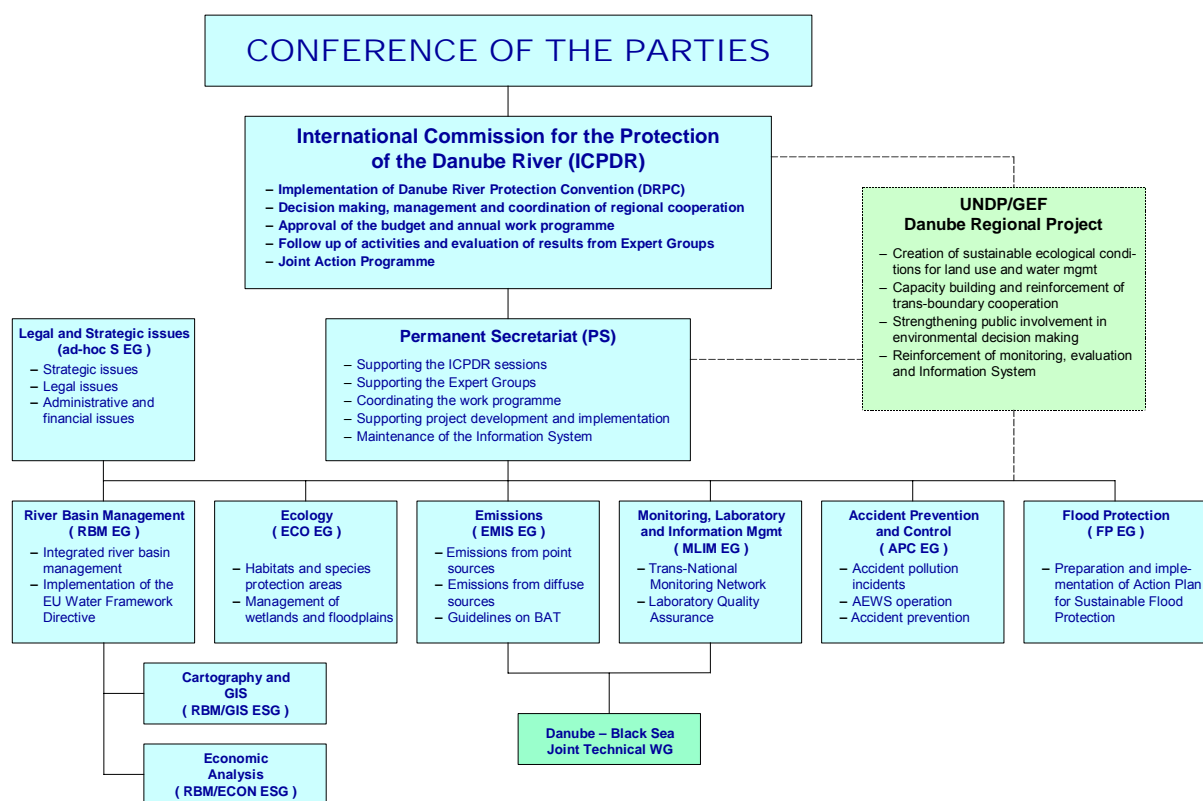 CONFERENCE OF THE PARTIES
International Commission for the Protection
of the Danube River (ICPDR)
– Implementation of Danube River Protection Convention (DRPC)
– Decision making, management and coordination of regional cooperation
– Approval of the budget and annual work programme
– Follow up of activities and evaluation of results from Expert Groups
– Joint Action Programme
UNDP/GEF
Danube Regional Project
– Creation of sustainable ecological condi-
tions for land use and water mgmt
– Capacity building and reinforcement of
trans-boundary cooperation
– Strengthening public involvement in
environmental decision making
– Reinforcement of monitoring, evaluation
and Information System
Legal and Strategic issues
(ad-hoc S EG )
– Strategic issues
– Legal issues
– Administrative and
financial issues
Permanent Secretariat (PS)
– Supporting the ICPDR sessions
– Supporting the Expert Groups
– Coordinating the work programme
– Supporting project development and implementation
– Maintenance of the Information System
River Basin Management
( RBM EG )
– Integrated river basin
management
– Implementation of the
EU Water Framework
Directive
Ecology
( ECO EG )
– Habitats and species
protection areas
– Management of
wetlands and floodplains
Emissions
( EMIS EG )
– Emissions from point
sources
– Emissions from diffuse
sources
– Guidelines on BAT
Monitoring, Laboratory
and Information Mgmt
( MLIM EG )
– Trans-National
Monitoring Network
– Laboratory Quality
Assurance
Accident Prevention
and Control
( APC EG )
– Accident pollution
incidents
– AEWS operation
– Accident prevention
Flood Protection
( FP EG )
– Preparation and imple-
mentation of Action Plan
for Sustainable Flood
Protection
Cartography and
GIS
( RBM/GIS ESG )
Danube – Black Sea
Joint Technical WG
Economic
Analysis
( RBM/ECON ESG )